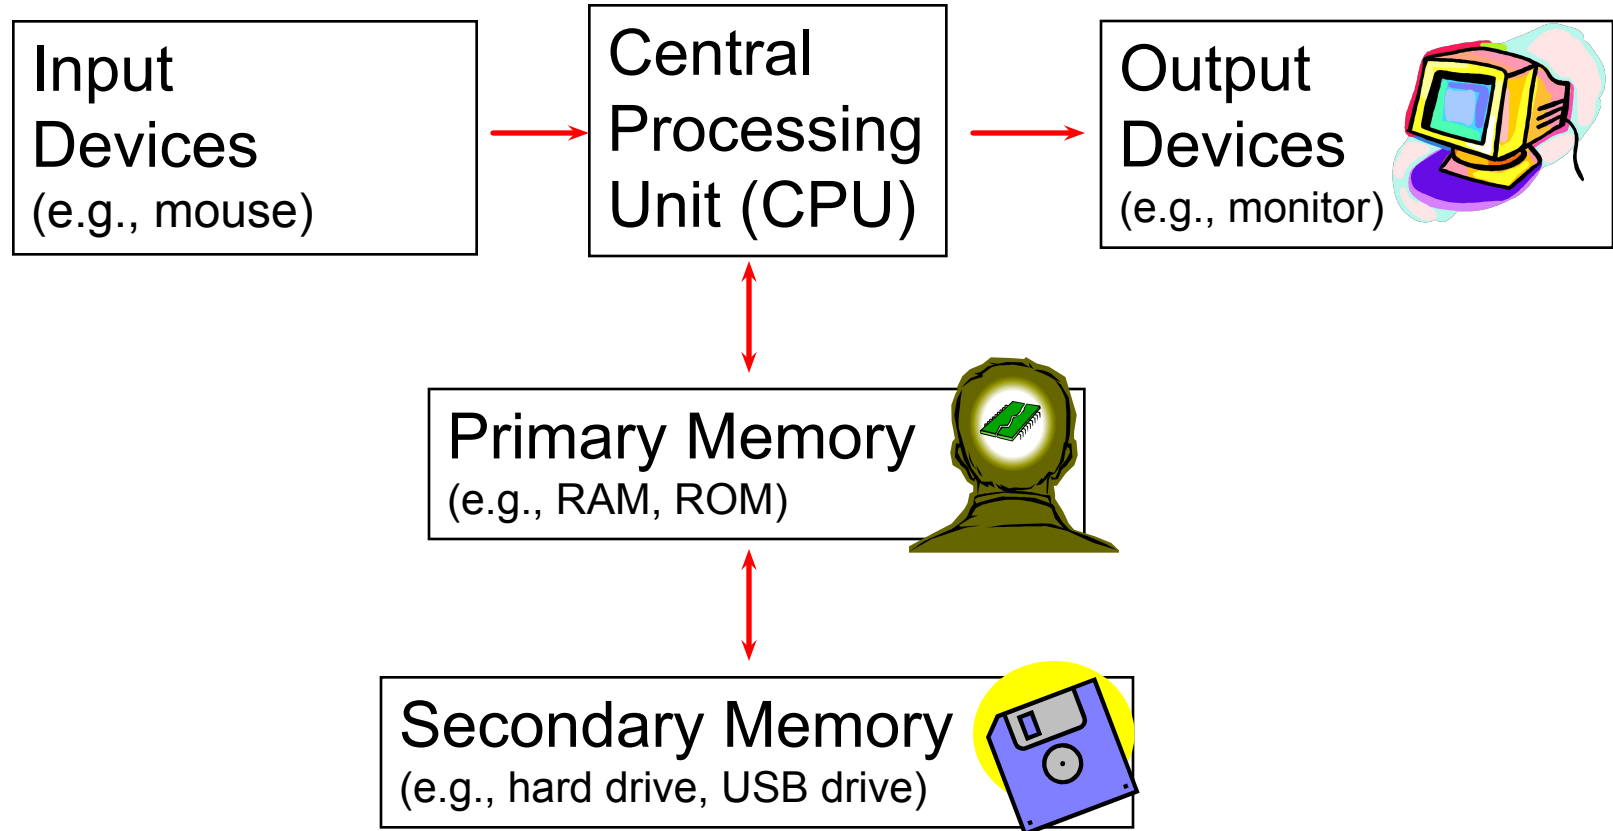 Input
Devices
(e.g., mouse)
Central
Processing
Unit (CPU)
Output
Devices
(e.g., monitor)
Primary Memory
(e.g., RAM, ROM)
Secondary Memory
(e.g., hard drive, USB drive)